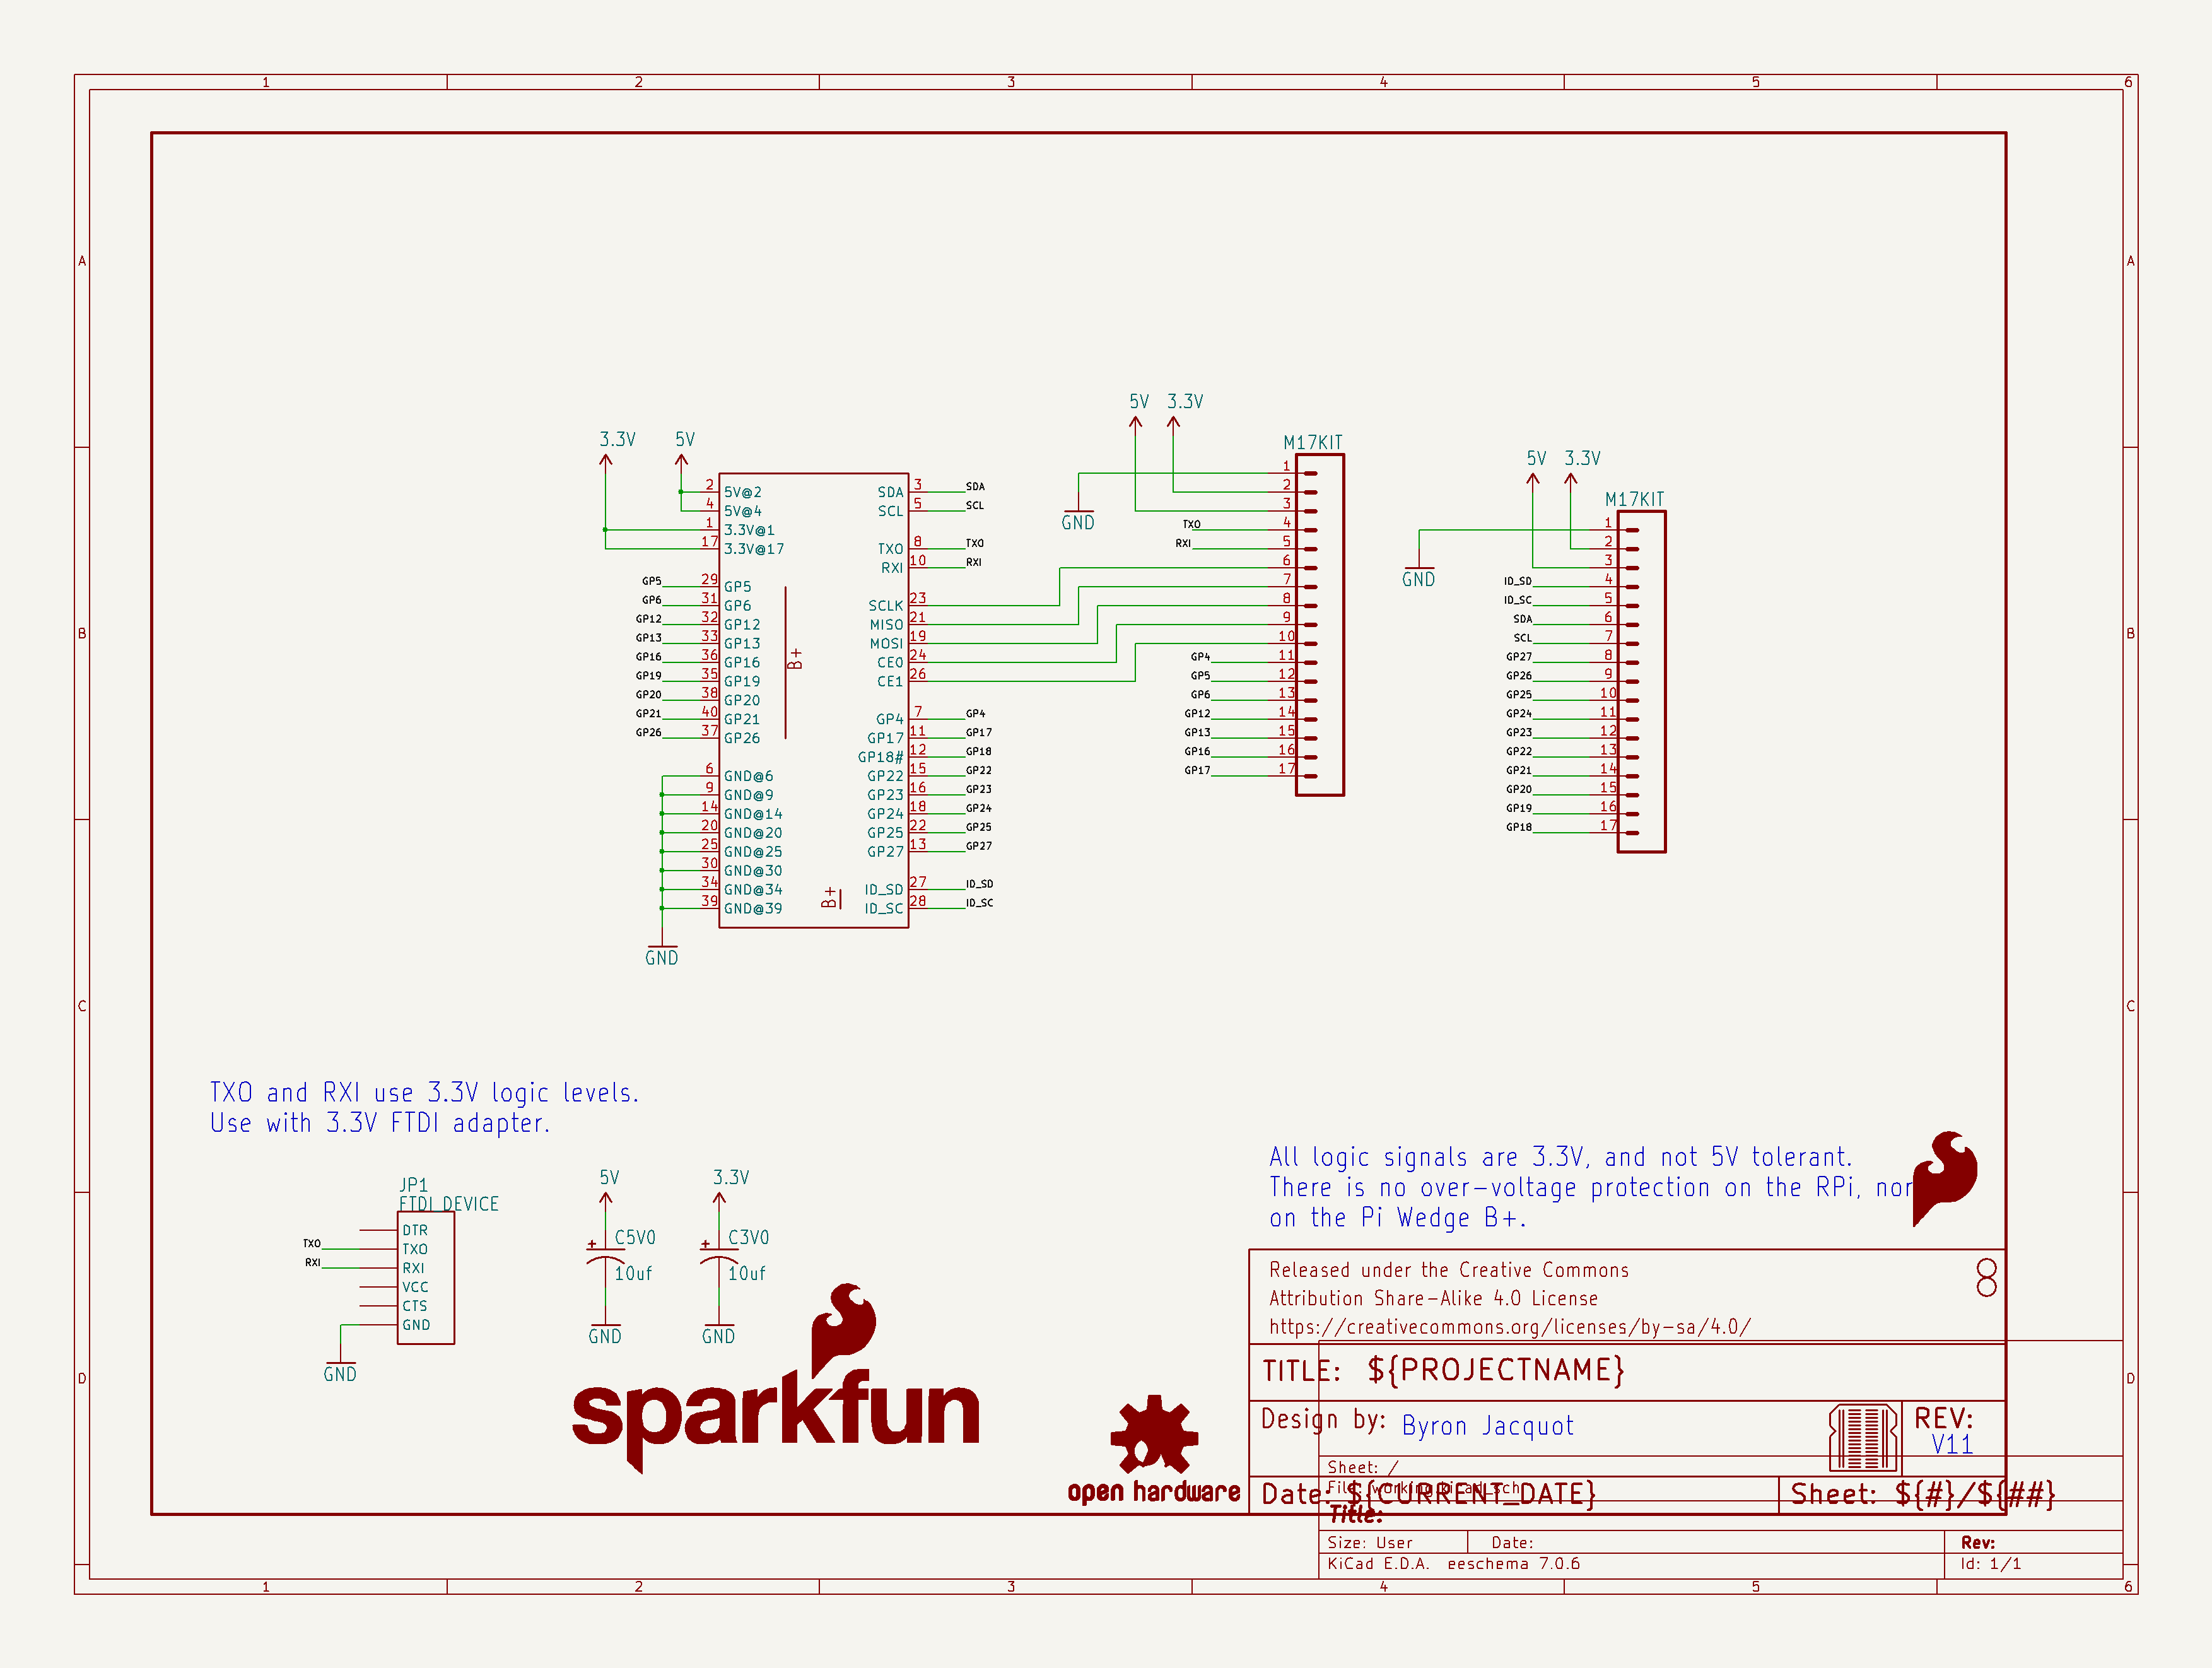 1 2 3 4 5 6
A A
B B
C C
D D
3.3V 5V
2 5V@2
4 5V@4
1 3.3V@1
17 3.3V@17
GP5 29 GP5
GP6 31 GP6
GP12 32 GP12
GP13 33 GP13
GP16 36 GP16
GP19 35 GP19
GP20 38 GP20
GP21 40 GP21
GP26 37 GP26
6 GND@6
9 GND@9
14 GND@14
20 GND@20
25 GND@25
30 GND@30
34 GND@34
39 GND@39
GND
B+
B+
SDA 3 SDA
SCL 5 SCL
TXO 8 TXO
RXI 10 RXI
SCLK 23
MISO 21
MOSI 19
CE0 24
CE1 26
GP4 7 GP4
GP17 11 GP17
GP18# 12 GP18
GP22 15 GP22
GP23 16 GP23
GP24 18 GP24
GP25 22 GP25
GP27 13 GP27
ID_SD 27 ID_SD
ID_SC 28 ID_SC
5V 3.3V
M17KIT
GND
1
2
3
TXO 4
RXI 5
6
7
8
9
10
GP4 11
GP5 12
GP6 13
GP12 14
GP13 15
GP16 16
GP17 17
5V 3.3V
M17KIT
GND
1
2
3
ID_SD 4
ID_SC 5
SDA 6
SCL 7
GP27 8
GP26 9
GP25 10
GP24 11
GP23 12
GP22 13
GP21 14
GP20 15
GP19 16
GP18 17
TXO and RXI use 3.3V logic levels.
Use with 3.3V FTDI adapter.
JP1
FTDI DEVICE
DTR
TXO TXO
RXI RXI
VCC
CTS
GND
GND
5V
+ C5V0
10uf
GND
3.3V
+ C3V0
10uf
GND
sparkfun
open hardware
All logic signals are 3.3V, and not 5V tolerant.
There is no over-voltage protection on the RPi, nor
on the Pi Wedge B+.
Released under the Creative Commons
Attribution Share-Alike 4.0 License
https://creativecommons.org/licenses/by-sa/4.0/
TITLE: ${PROJECTNAME}
Design by: Byron Jacquot
REV:
V11
Date: ${CURRENT_DATE}
Sheet: ${#}/${##}
Sheet: /
File: working.kicad_sch
Title:
Size: User Date: Rev:
KiCad E.D.A. eeschema 7.0.6 Id: 1/1
1 2 3 4 5 6